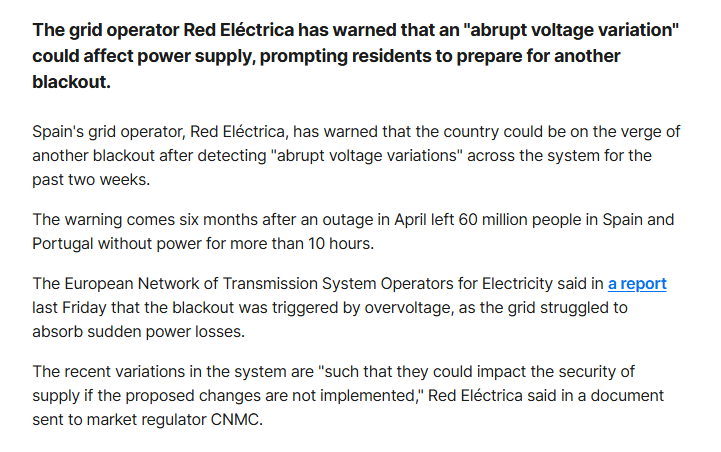 The grid operator Red Eléctrica has warned that an "abrupt voltage variation"
could affect power supply, prompting residents to prepare for another
blackout.
Spain's grid operator, Red Eléctrica, has warned that the country could be on the verge of
another blackout after detecting "abrupt voltage variations" across the system for the
past two weeks.
The warning comes six months after an outage in April left 60 million people in Spain and
Portugal without power for more than 10 hours.
The European Network of Transmission System Operators for Electricity said in a report
last Friday that the blackout was triggered by overvoltage, as the grid struggled to
absorb sudden power losses.
The recent variations in the system are "such that they could impact the security of
supply if the proposed changes are not implemented," Red Eléctrica said in a document
sent to market regulator CNMC.